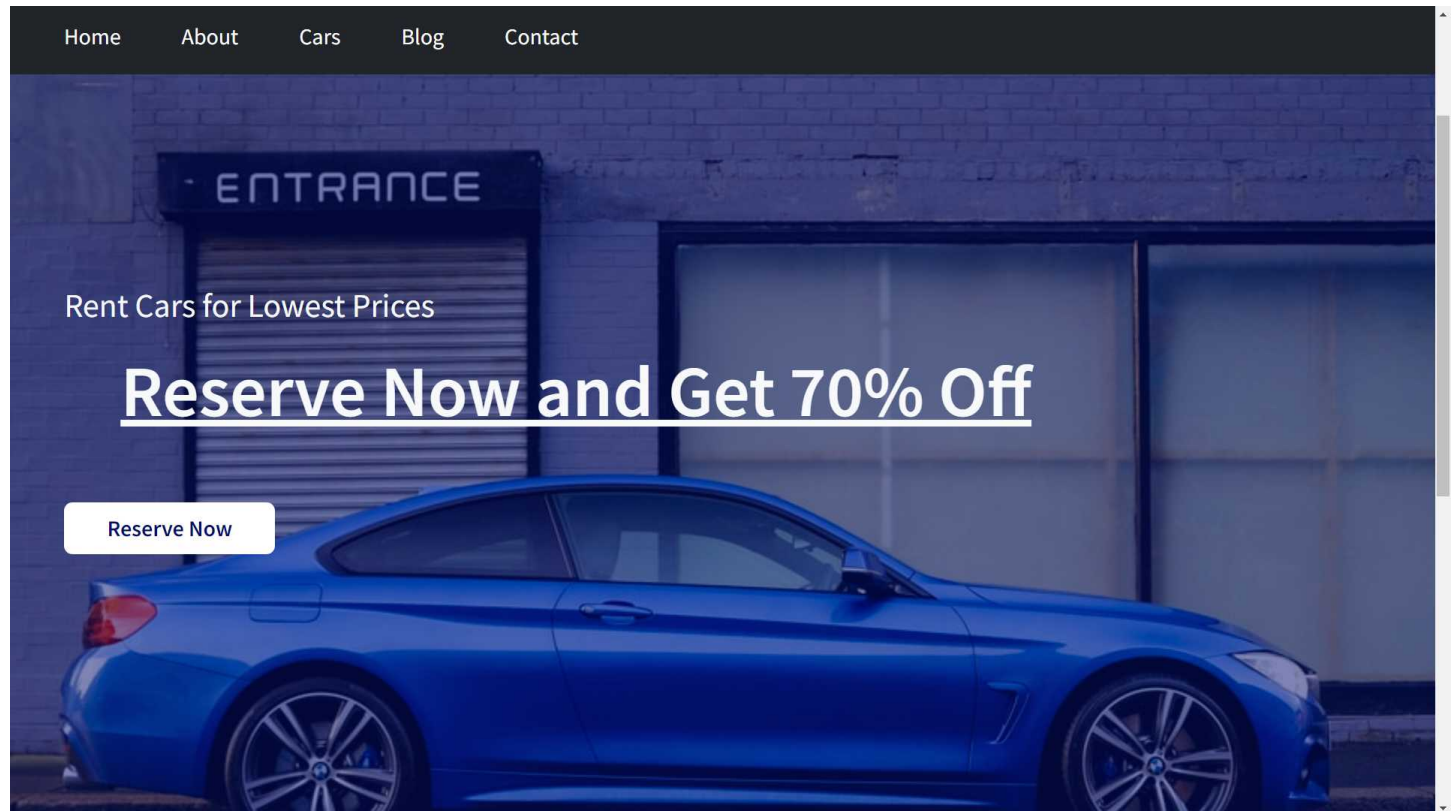 Home About Cars Blog Contact
ENTRANCE
Rent Cars for Lowest Prices
Reserve Now and Get 70% Off
Reserve Now